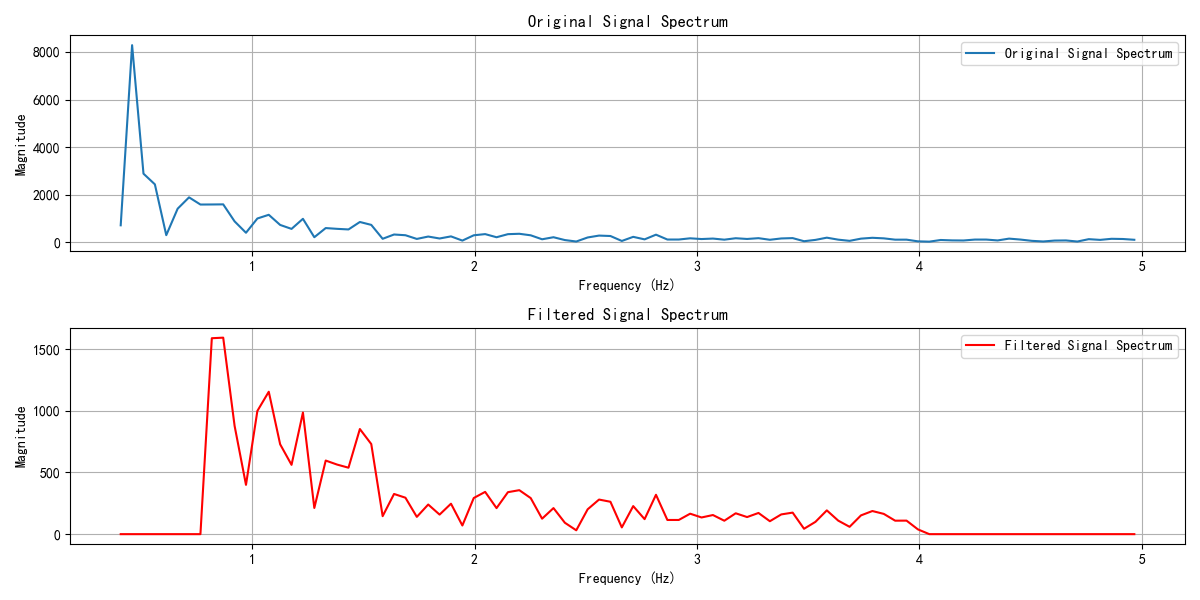 Original Signal Spectrum
Original Signal Spectrum
8000
6000
4000
2000
0
Magnitude
1 2 3 4 5
Frequency (Hz)
Filtered Signal Spectrum
Filtered Signal Spectrum
1500
1000
500
0
Magnitude
1 2 3 4 5
Frequency (Hz)